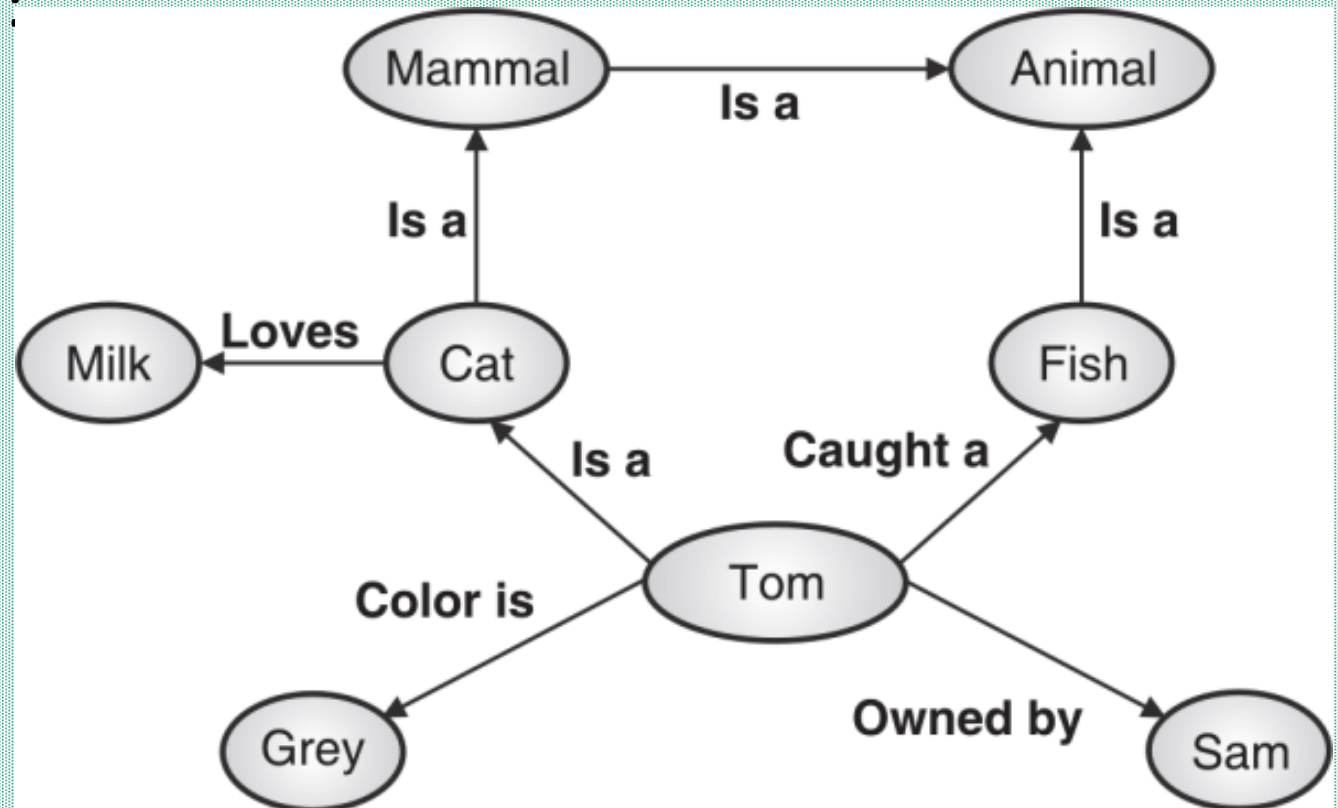 Mammal
Animal
Is a
Is a
Is a
Loves
Milk
Cat
Fish
Is a
Caught a
Tom
Color is
Owned by
Grey
Sam